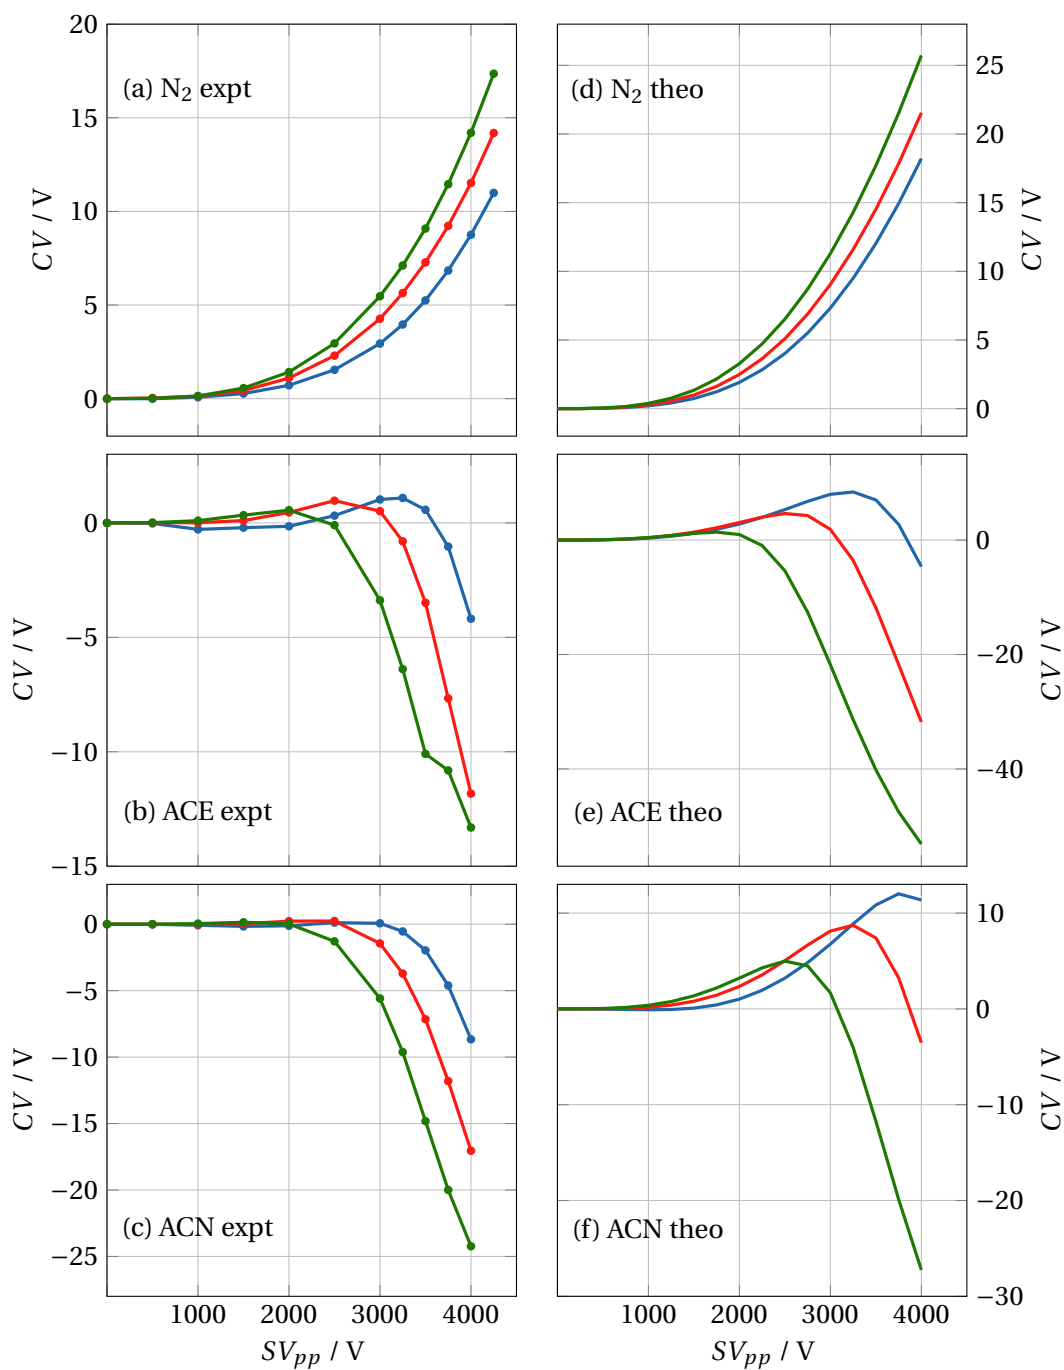 20
15
10
5
0
CV / V
(a) N₂ expt
25
20
15
10
5
0
CV / V
(d) N₂ theo
0
−5
−10
−15
CV / V
(b) ACE expt
0
−20
−40
CV / V
(e) ACE theo
0
−5
−10
−15
−20
−25
CV / V
(c) ACN expt
1000 2000 3000 4000
SVpp / V
10
0
−10
−20
−30
CV / V
(f) ACN theo
1000 2000 3000 4000
SVpp / V